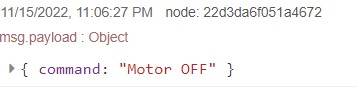 11/15/2022, 11:06:27 PM node: 22d3da6f051a4672
msg.payload : Object
{ command: "Motor OFF" }